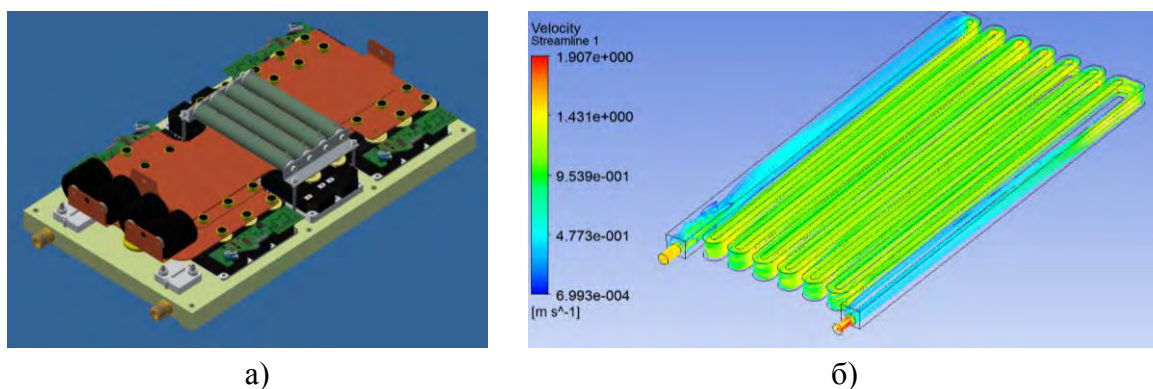 Velocity
Streamline 1
1.907e+000
1.431e+000
9.539e-001
4.773e-001
6.993e-004
[m s^-1]
а)
б)